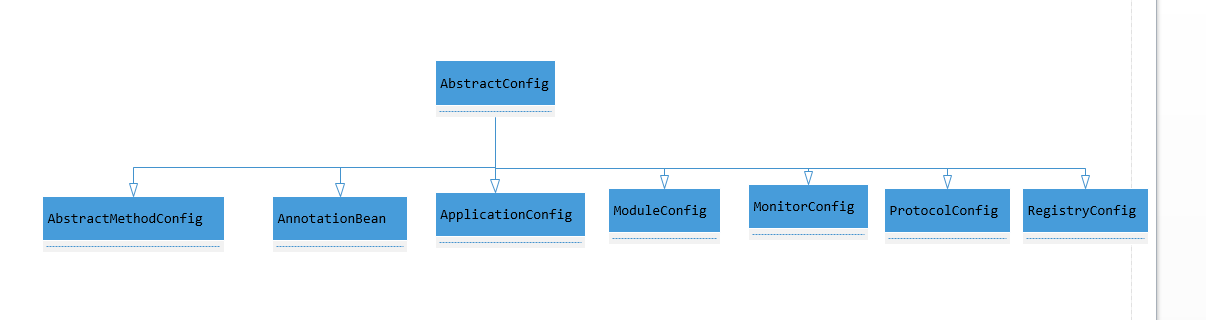 AbstractConfig
AbstractMethodConfig
AnnotationBean
ApplicationConfig
ModuleConfig
MonitorConfig
ProtocolConfig
RegistryConfig